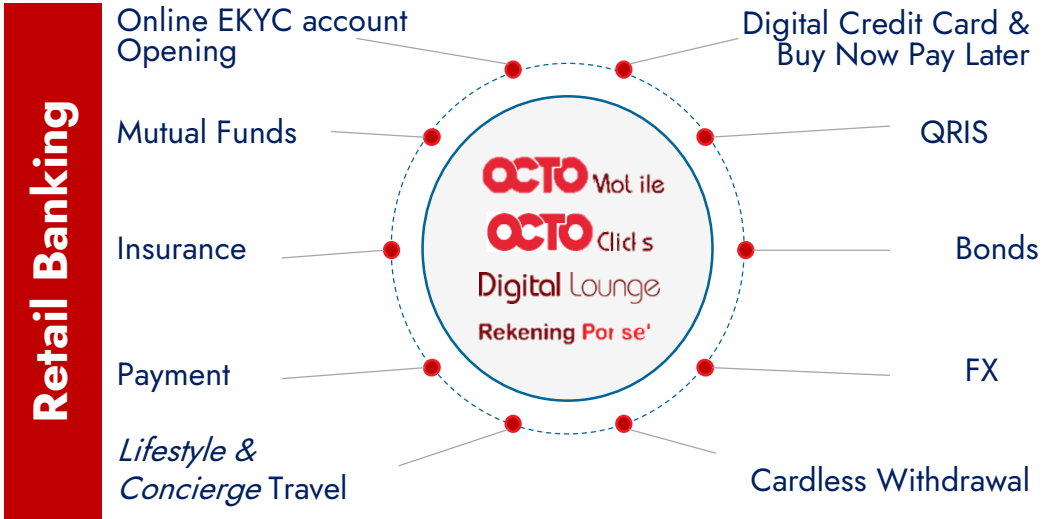 Retail Banking
Online EKYC account
Opening
Mutual Funds
Insurance
Payment
Lifestyle &
Concierge Travel
OCTO
OCTO
Digital Lounge
Rekening
Digital Credit Card &
Buy Now Pay Later
QRIS
Bonds
FX
Cardless Withdrawal